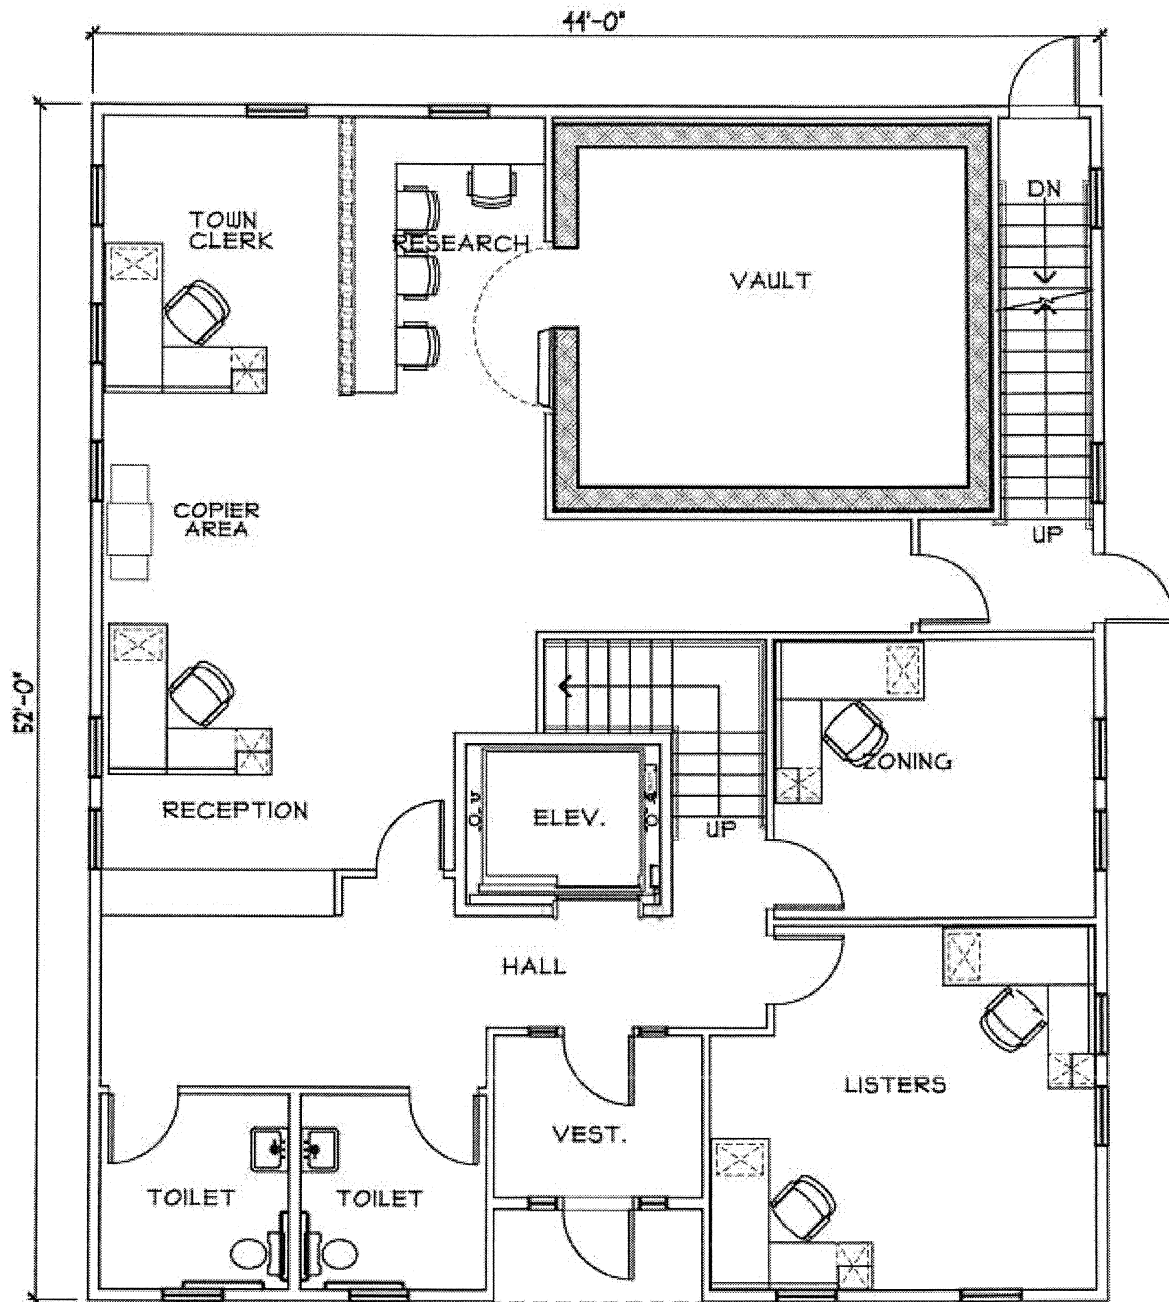 44'-0"
DN
TOWN
CLERK
RESEARCH
VAULT
COPIER
AREA
UP
52'-0"
ZONING
RECEPTION
ELEV.
UP
HALL
LISTERS
VEST.
TOILET
TOILET